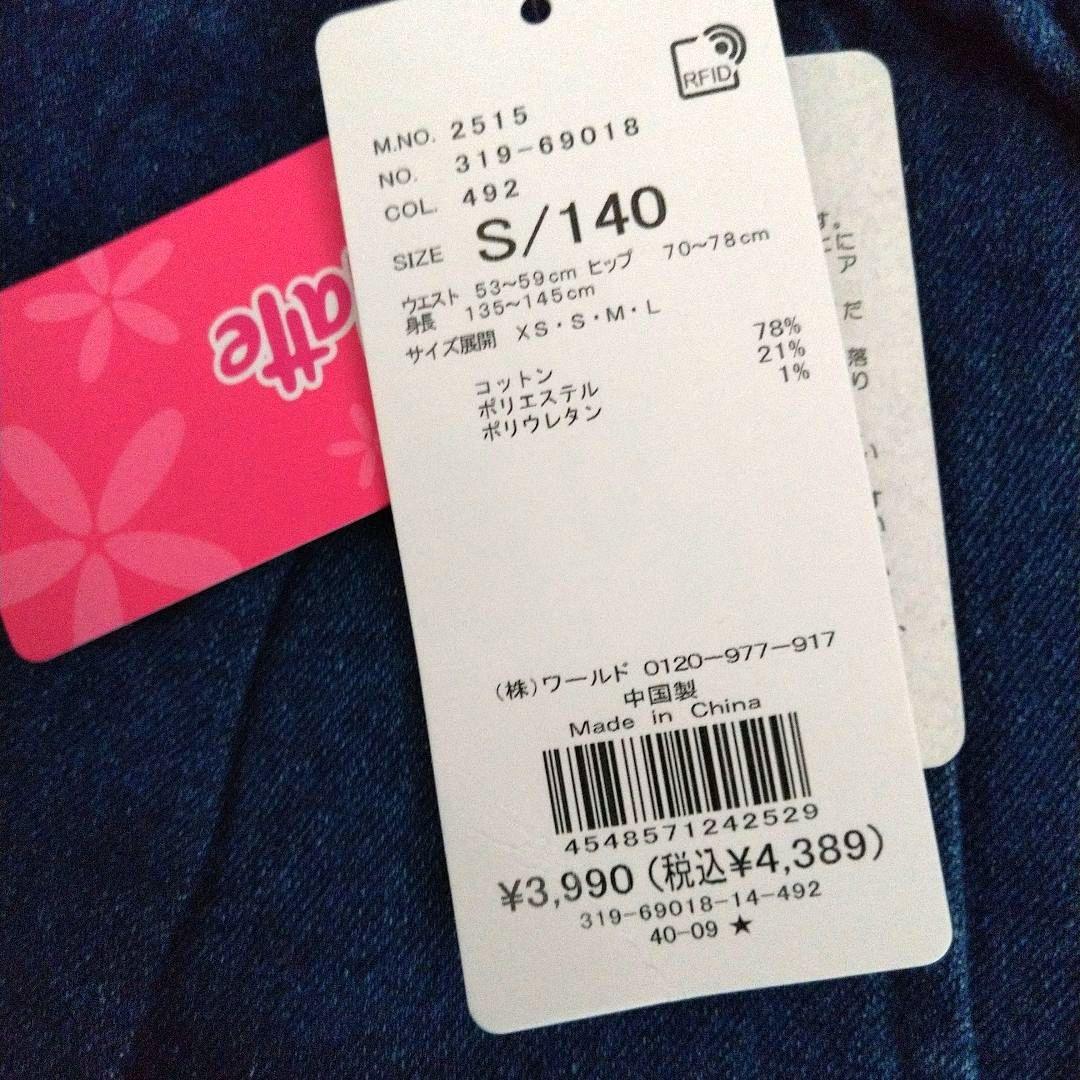 RFID
M.NO. 2515
NO. 319-69018
COL. 492
SIZE S/140
ウエスト 53~59cm ヒップ 70~78cm
身長 135~145cm
サイズ展開 XS・S・M・L
コットン 78%
ポリエステル 21%
ポリウレタン 1%
(株)ワールド 0120-977-917
中国製
Made in China
4548571242529
¥3,990(税込¥4,389)
319-69018-14-492
40-09 ★